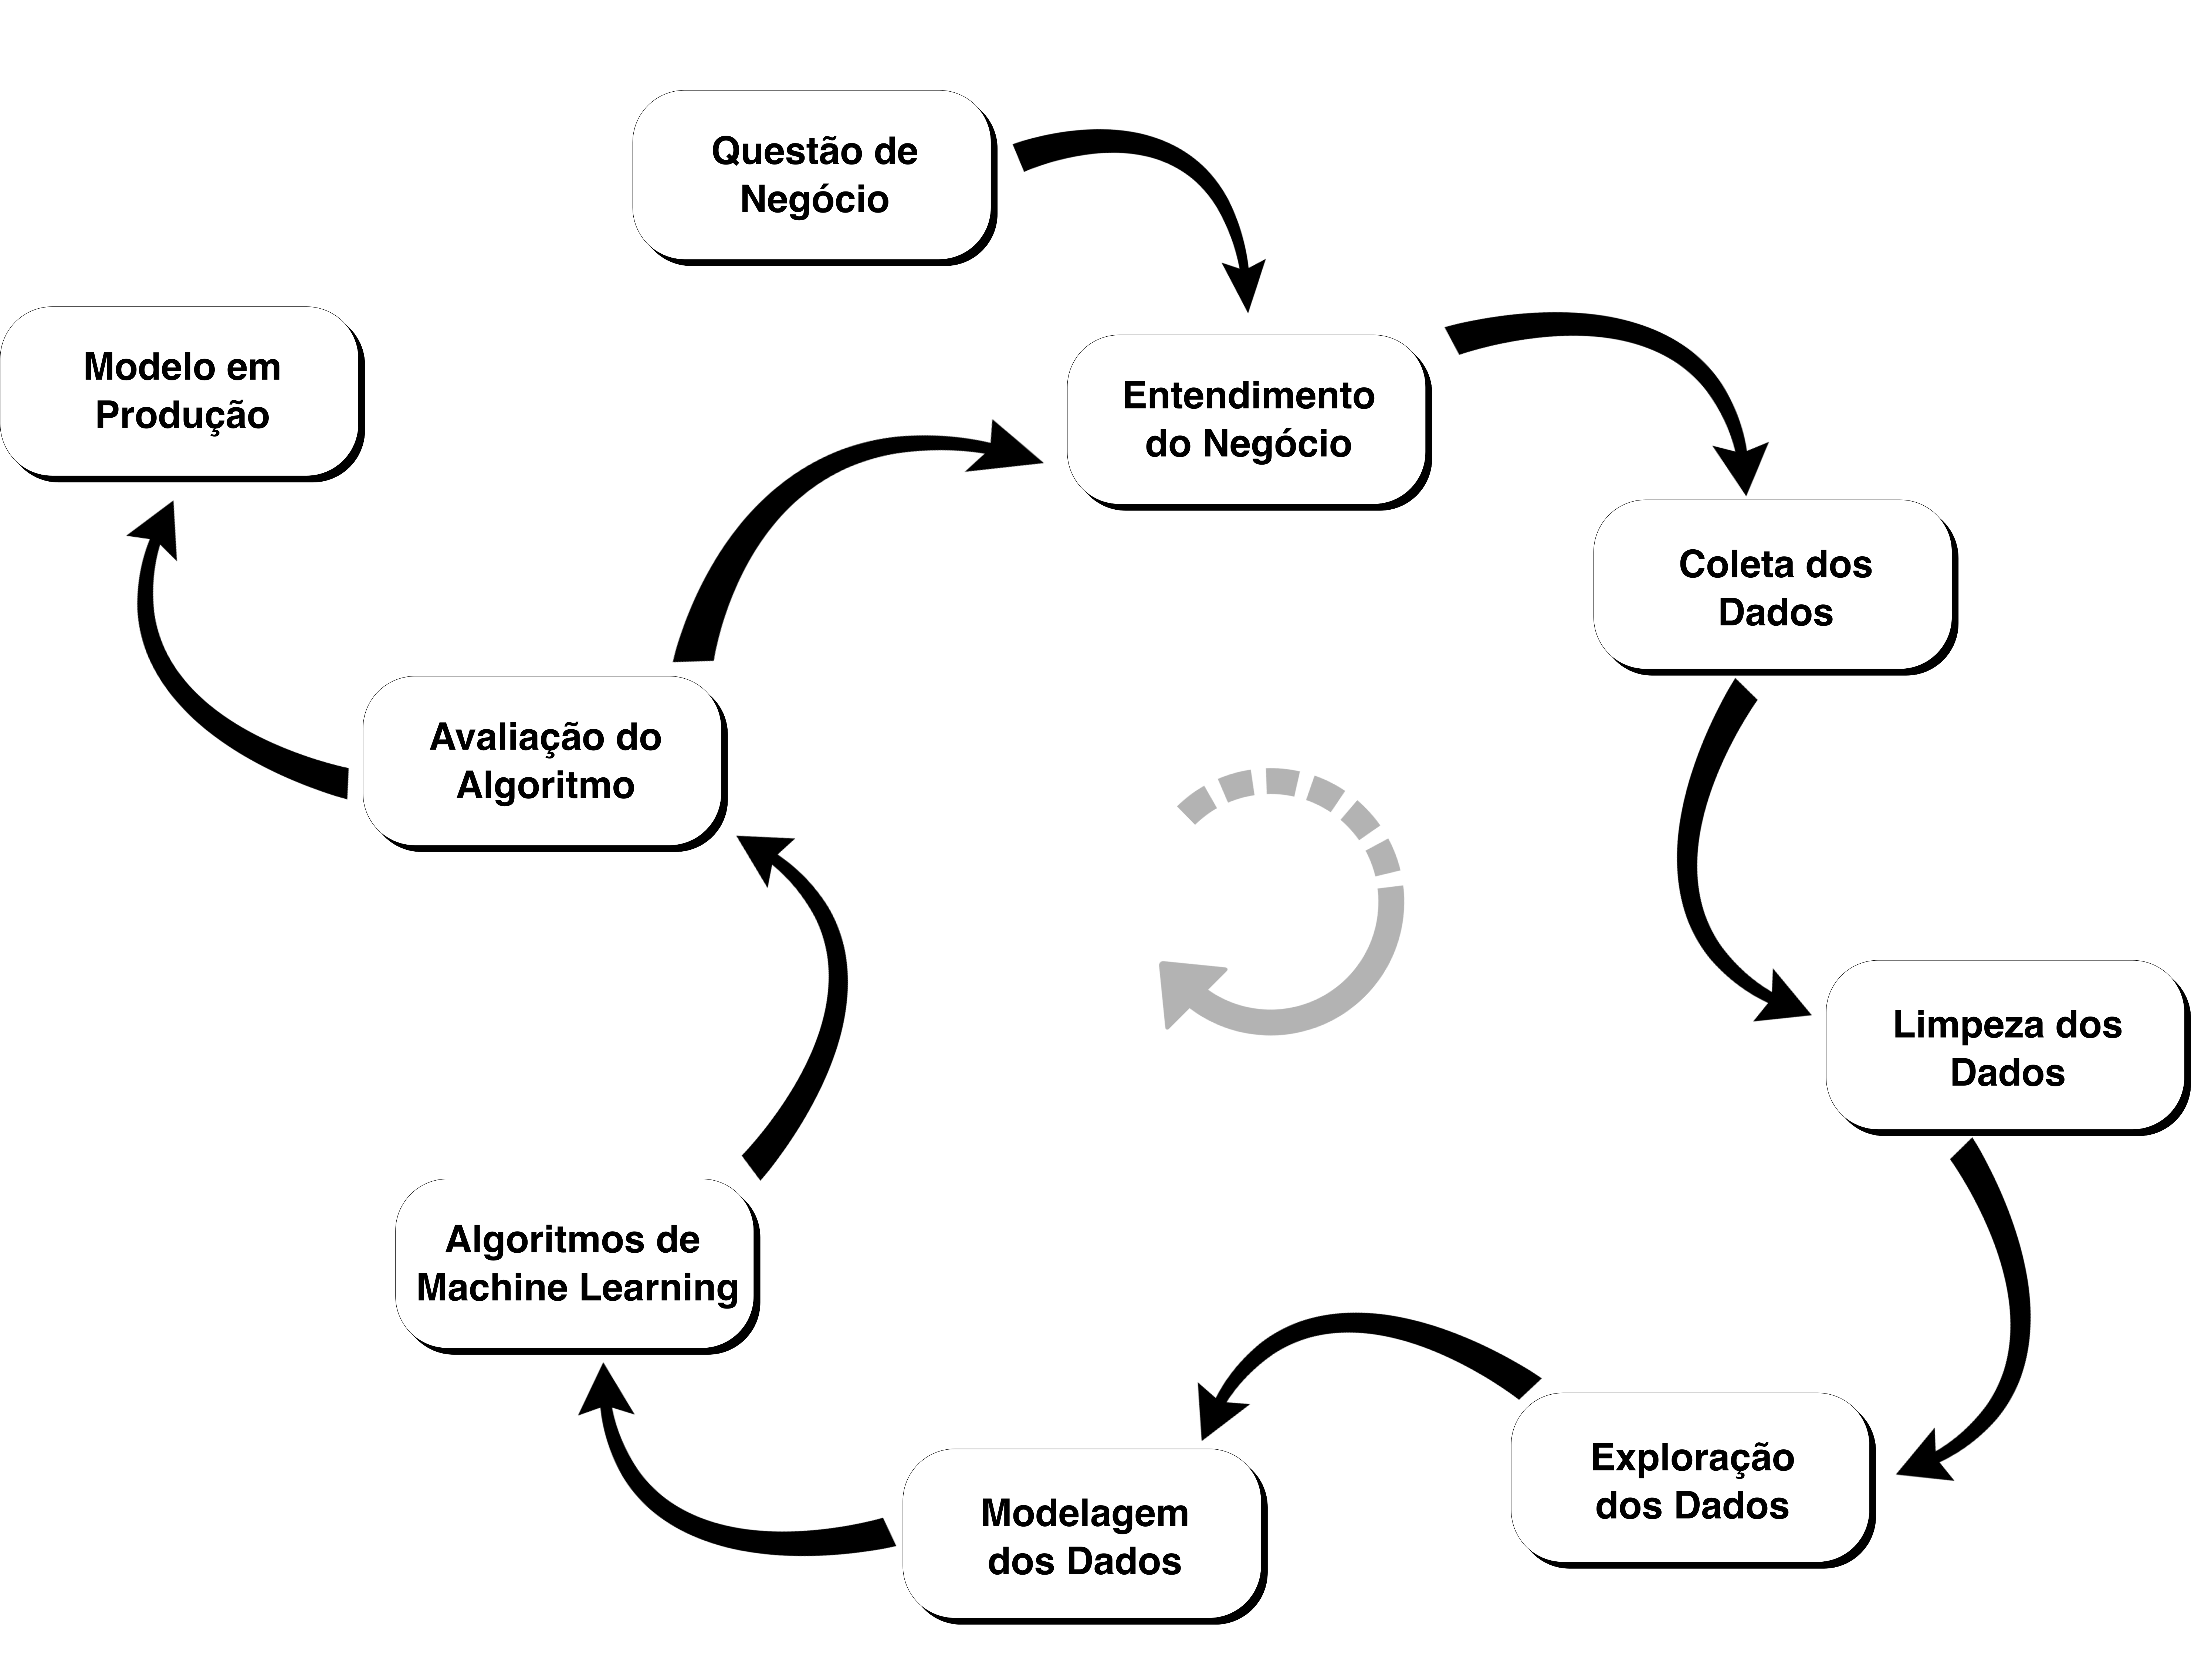 Questão de
Negócio
Modelo em
Produção
Entendimento
do Negócio
Coleta dos
Dados
Avaliação do
Algoritmo
Limpeza dos
Dados
Algoritmos de
Machine Learning
Exploração
dos Dados
Modelagem
dos Dados